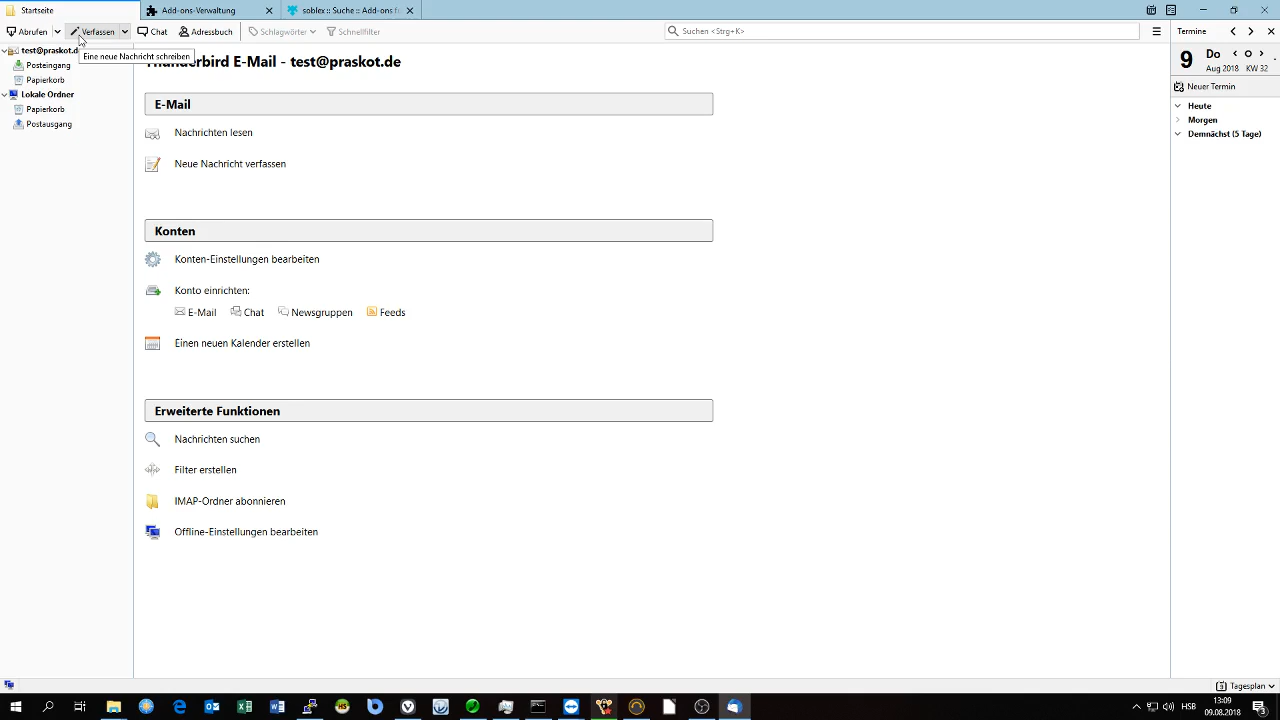 Startseite
Add-ons-Verwaltung
soblex :: Suche :: Add-ons f
Abrufen
Verfassen
Chat
Adressbuch
Schlagwörter
Schnellfilter
Suchen <Strg+K>
Termine
test@praskot.d
Eine neue Nachricht schreiben
Posteingang
Papierkorb
Lokale Ordner
Papierkorb
Postausgang
Thunderbird E-Mail - test@praskot.de
E-Mail
Nachrichten lesen
Neue Nachricht verfassen
Konten
Konten-Einstellungen bearbeiten
Konto einrichten:
E-Mail
Chat
Newsgruppen
Feeds
Einen neuen Kalender erstellen
Erweiterte Funktionen
Nachrichten suchen
Filter erstellen
IMAP-Ordner abonnieren
Offline-Einstellungen bearbeiten
9
Do
Aug 2018 KW 32
Neuer Termin
Heute
Morgen
Demnächst (5 Tage)
Tagesplan
HSB
13:09
09.08.2018